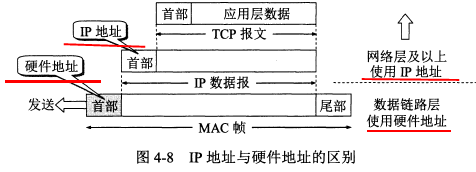 首部 应用层数据
IP 地址
TCP 报文
网络层及以上
使用 IP 地址
硬件地址
首部
IP 数据报
发送
首部
尾部
数据链路层
使用硬件地址
MAC 帧
图 4-8 IP 地址与硬件地址的区别